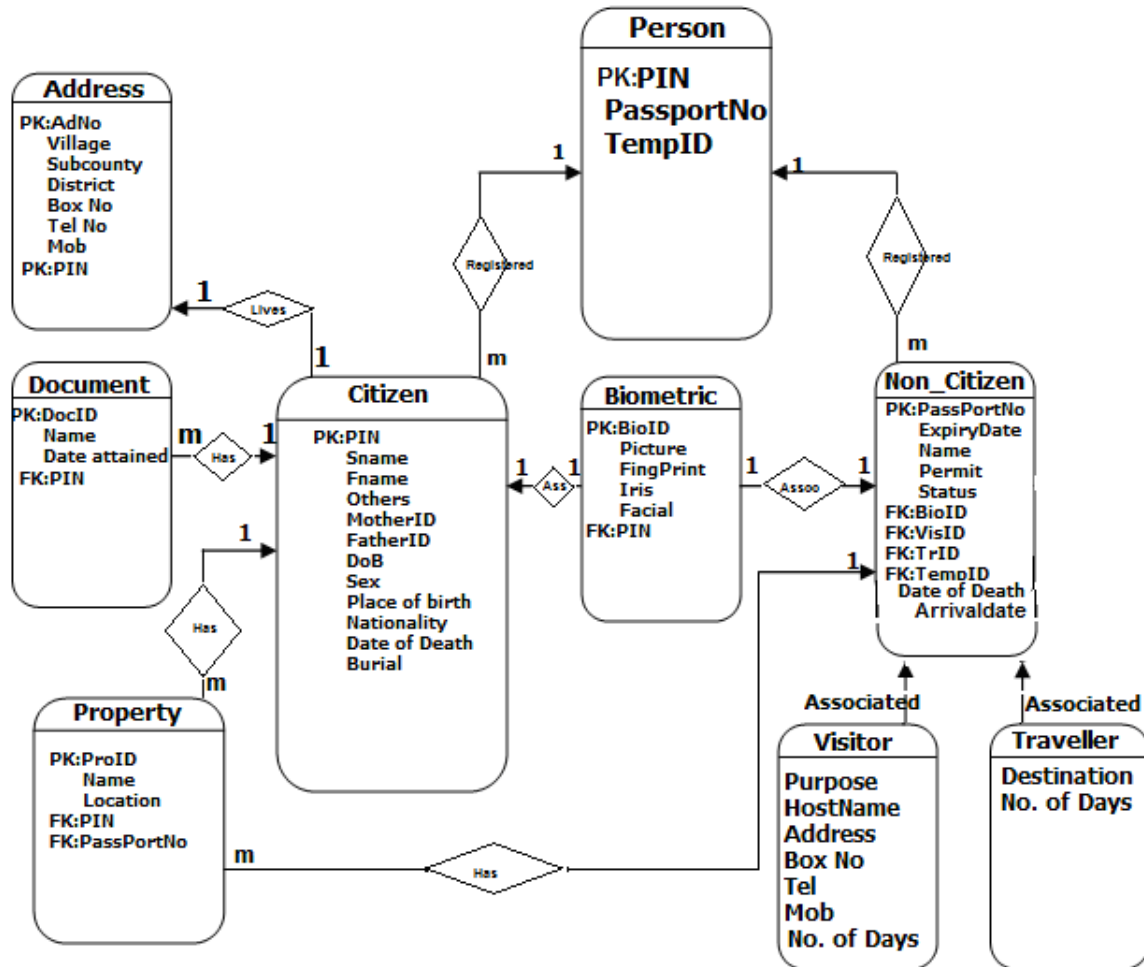 Person
PK:PIN
PassportNo
TempID
1
1
Address
PK:AdNo
Village
Subcounty
District
Box No
Tel No
Mob
PK:PIN
Registered
Registered
1
Lives
1
m
m
Document
PK:DocID
Name
Date attained
FK:PIN
m
Has
1
Citizen
PK:PIN
Sname
Fname
Others
MotherID
FatherID
DoB
Sex
Place of birth
Nationality
Date of Death
Burial
1
Ass
1
Biometric
PK:BioID
Picture
FingPrint
Iris
Facial
FK:PIN
1
Assoo
1
Non_Citizen
PK:PassPortNo
ExpiryDate
Name
Permit
Status
FK:BioID
FK:VisID
FK:TrID
FK:TempID
Date of Death
Arrivaldate
1
Has
m
1
Property
PK:ProID
Name
Location
FK:PIN
FK:PassPortNo
m
Has
Associated
Associated
Visitor
Purpose
HostName
Address
Box No
Tel
Mob
No. of Days
Traveller
Destination
No. of Days